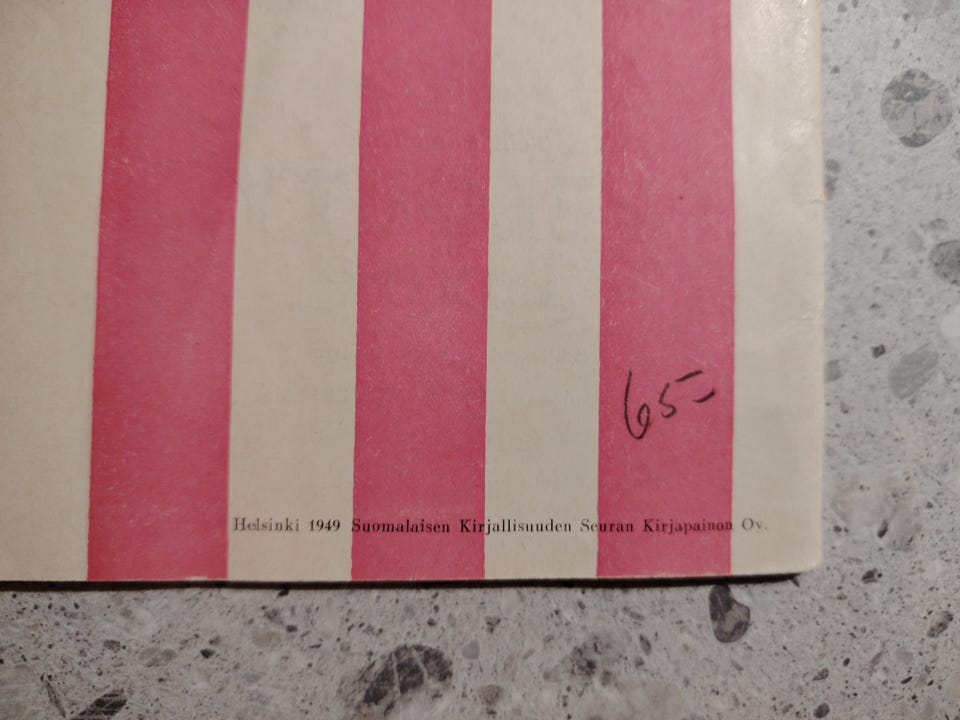 65=
Helsinki 1949 Suomalaisen Kirjallisuuden Seuran Kirjapainon Oy.